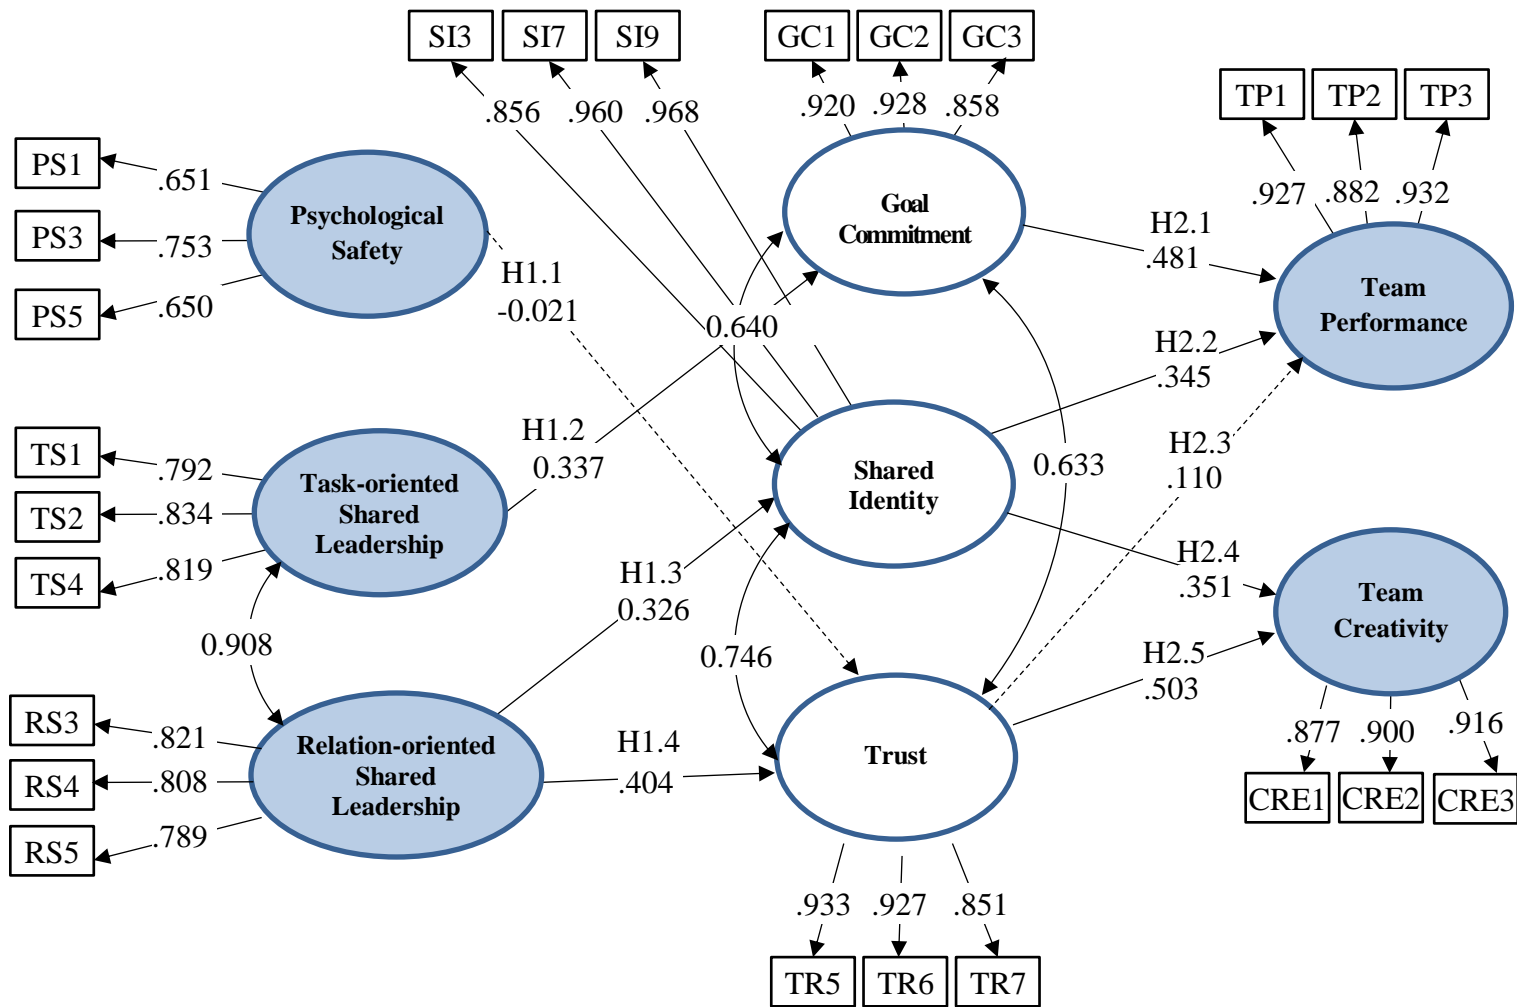 SI3
SI7
SI9
GC1
GC2
GC3
TP1
TP2
TP3
.856
.960
.968
.920
.928
.858
.927
.882
.932
PS1
PS3
PS5
.651
.753
.650
Psychological
Safety
H1.1
-0.021
Goal
Commitment
H2.1
.481
Team
Performance
0.640
H2.2
.345
TS1
TS2
TS4
.792
.834
.819
Task-oriented
Shared
Leadership
H1.2
0.337
Shared
Identity
0.633
H2.3
.110
H1.3
0.326
H2.4
.351
Team
Creativity
0.908
0.746
H2.5
.503
RS3
RS4
RS5
.821
.808
.789
Relation-oriented
Shared
Leadership
H1.4
.404
Trust
.877
.900
.916
CRE1
CRE2
CRE3
.933
.927
.851
TR5
TR6
TR7